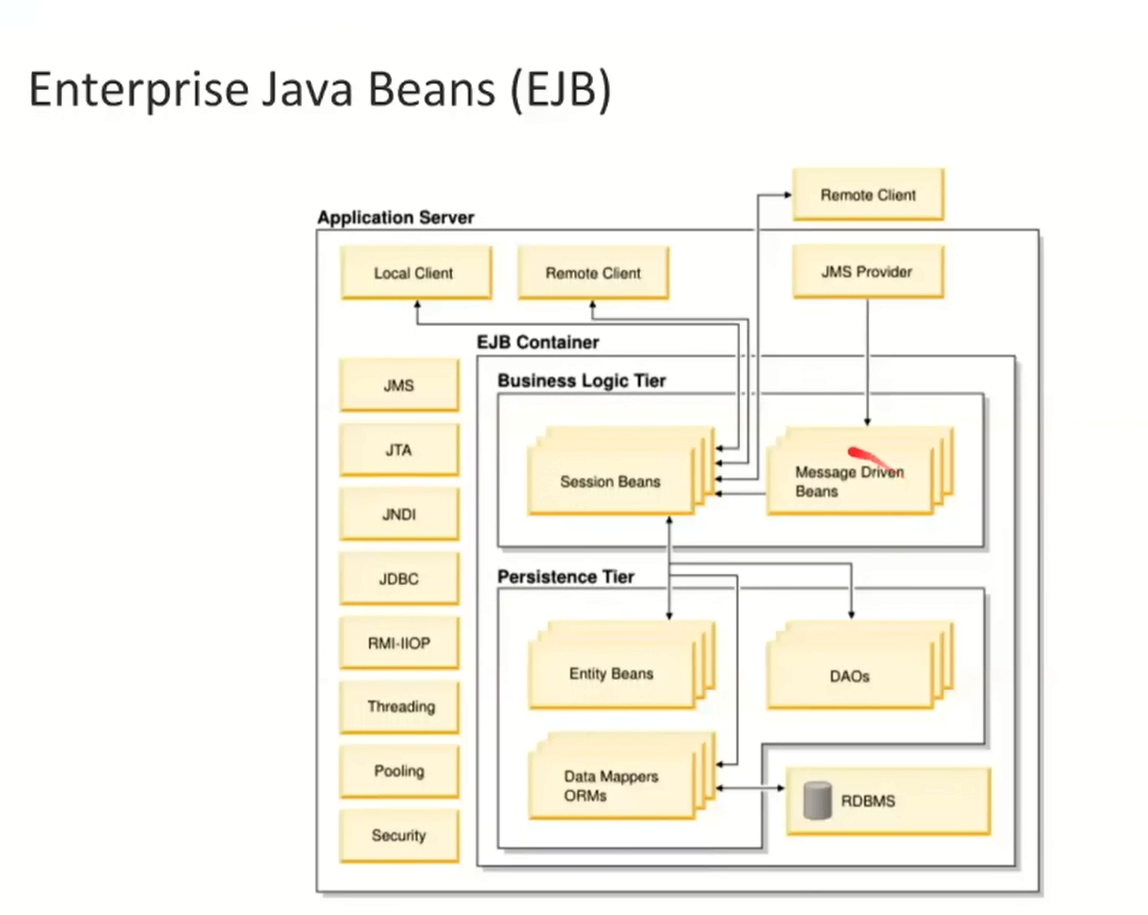 Enterprise Java Beans (EJB)
Remote Client
Application Server
Local Client
Remote Client
JMS Provider
EJB Container
Business Logic Tier
JMS
JTA
Session Beans
Message Driven
Beans
JNDI
Persistence Tier
JDBC
RMI-IIOP
Entity Beans
DAOs
Threading
Pooling
Data Mappers
ORMs
RDBMS
Security